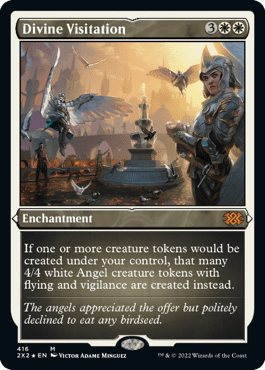 Divine Visitation 3
Enchantment
If one or more creature tokens would be
created under your control, that many
4/4 white Angel creature tokens with
flying and vigilance are created instead.
The angels appreciated the offer but politely
declined to eat any birdseed.
416 M
2X2 ★ EN VICTOR ADAME MINGUEZ ™ & © 2022 Wizards of the Coast